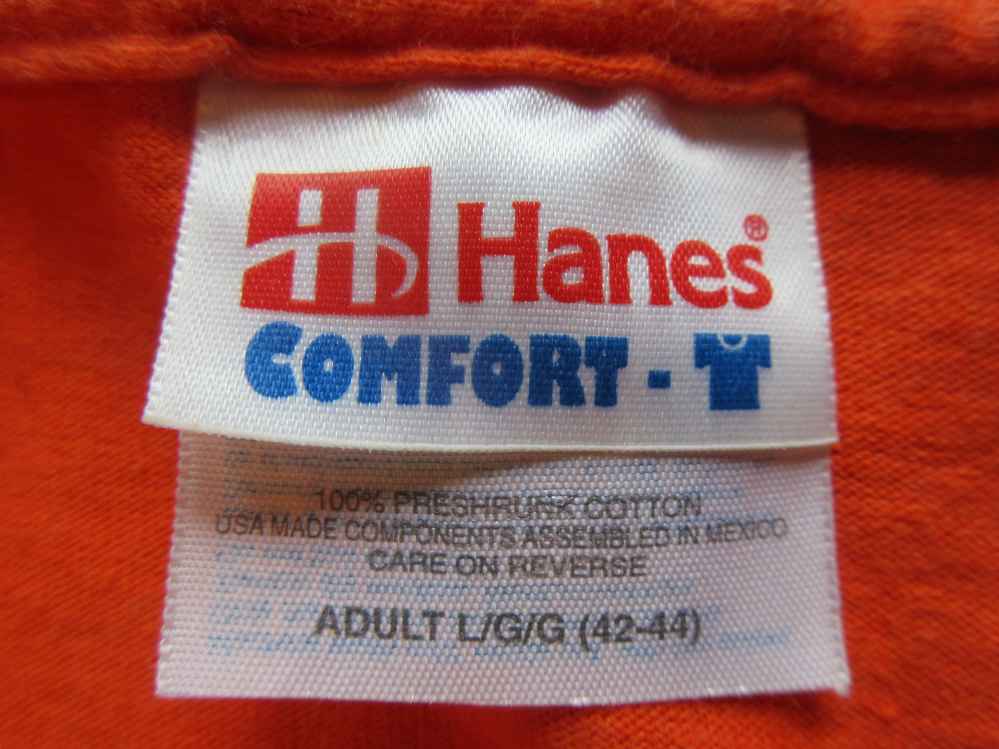 H Hanes®
COMFORT -
100% PRESHRUNK COTTON
USA MADE COMPONENTS ASSEMBLED IN MEXICO
CARE ON REVERSE
ADULT L/G/G (42-44)